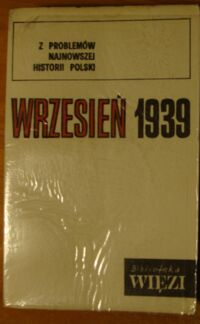 Z PROBLEMÓW
NAJNOWSZEJ
HISTORII POLSKI
WRZESIEŃ 1939
Biblioteka
WIĘZI